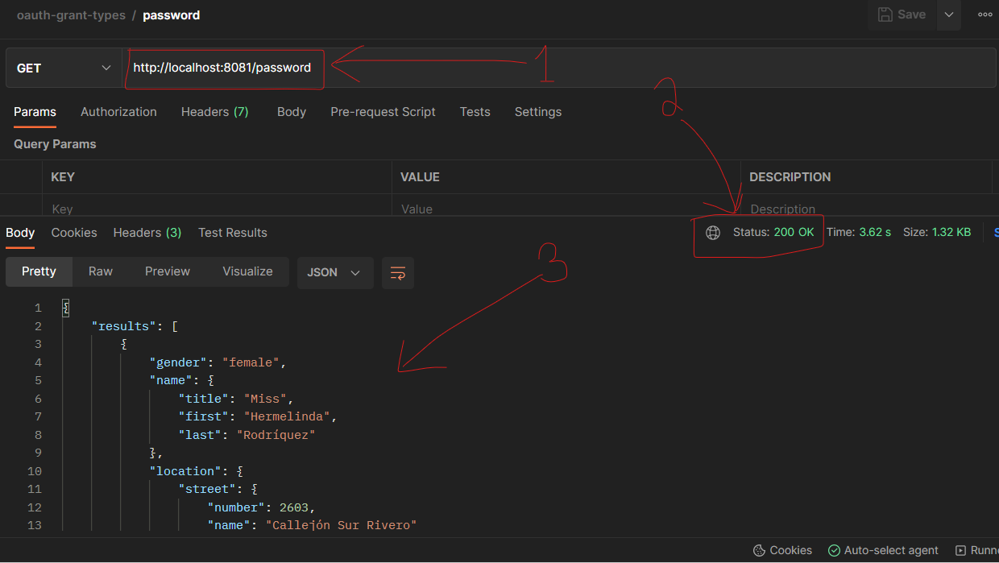 oauth-grant-types / password
Save
GET http://localhost:8081/password
1
2
Params Authorization Headers (7) Body Pre-request Script Tests Settings
Query Params
KEY VALUE DESCRIPTION
Key Value Description
Body Cookies Headers (3) Test Results Status: 200 OK Time: 3.62 s Size: 1.32 KB
3
Pretty Raw Preview Visualize JSON
1 {
2 "results": [
3 {
4 "gender": "female",
5 "name": {
6 "title": "Miss",
7 "first": "Hermelinda",
8 "last": "Rodríquez"
9 },
10 "location": {
11 "street": {
12 "number": 2603,
13 "name": "Callejón Sur Rivero"
Cookies Auto-select agent